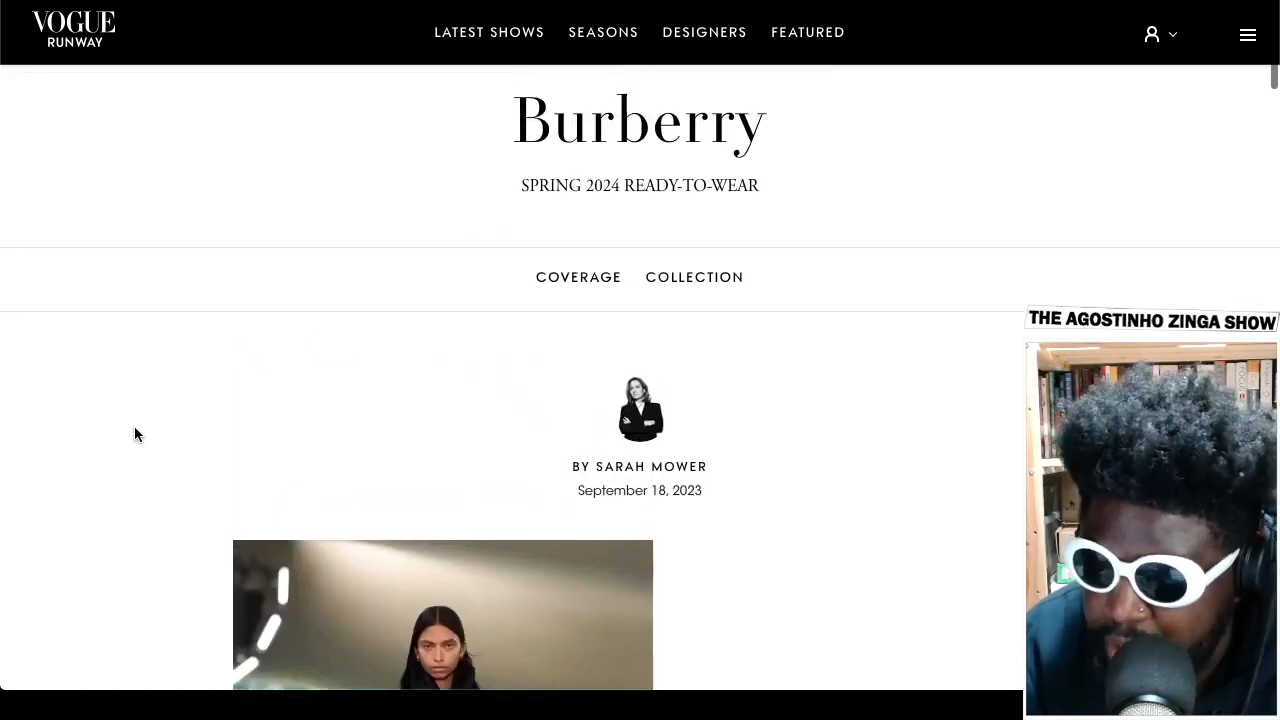 VOGUE
RUNWAY
LATEST SHOWS SEASONS DESIGNERS FEATURED
Burberry
SPRING 2024 READY-TO-WEAR
COVERAGE COLLECTION
THE AGOSTINHO ZINGA SHOW
BY SARAH MOWER
September 18, 2023